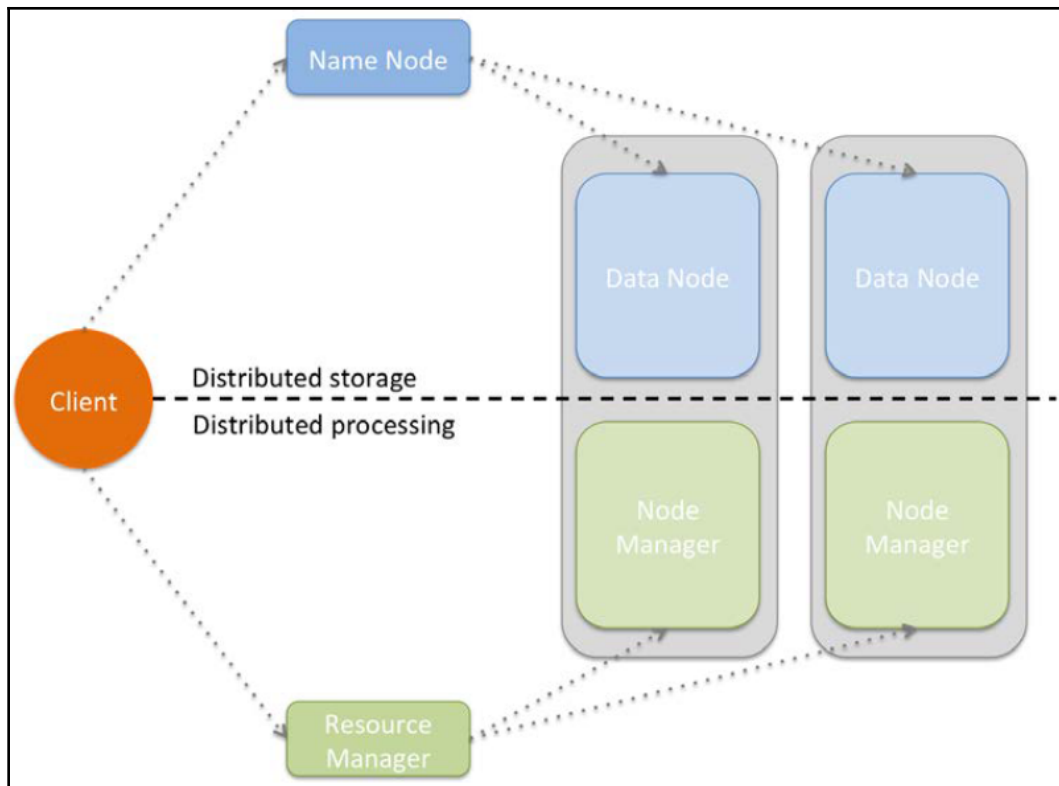 Name Node
Data Node
Data Node
Client
Distributed storage
Distributed processing
Node
Manager
Node
Manager
Resource
Manager